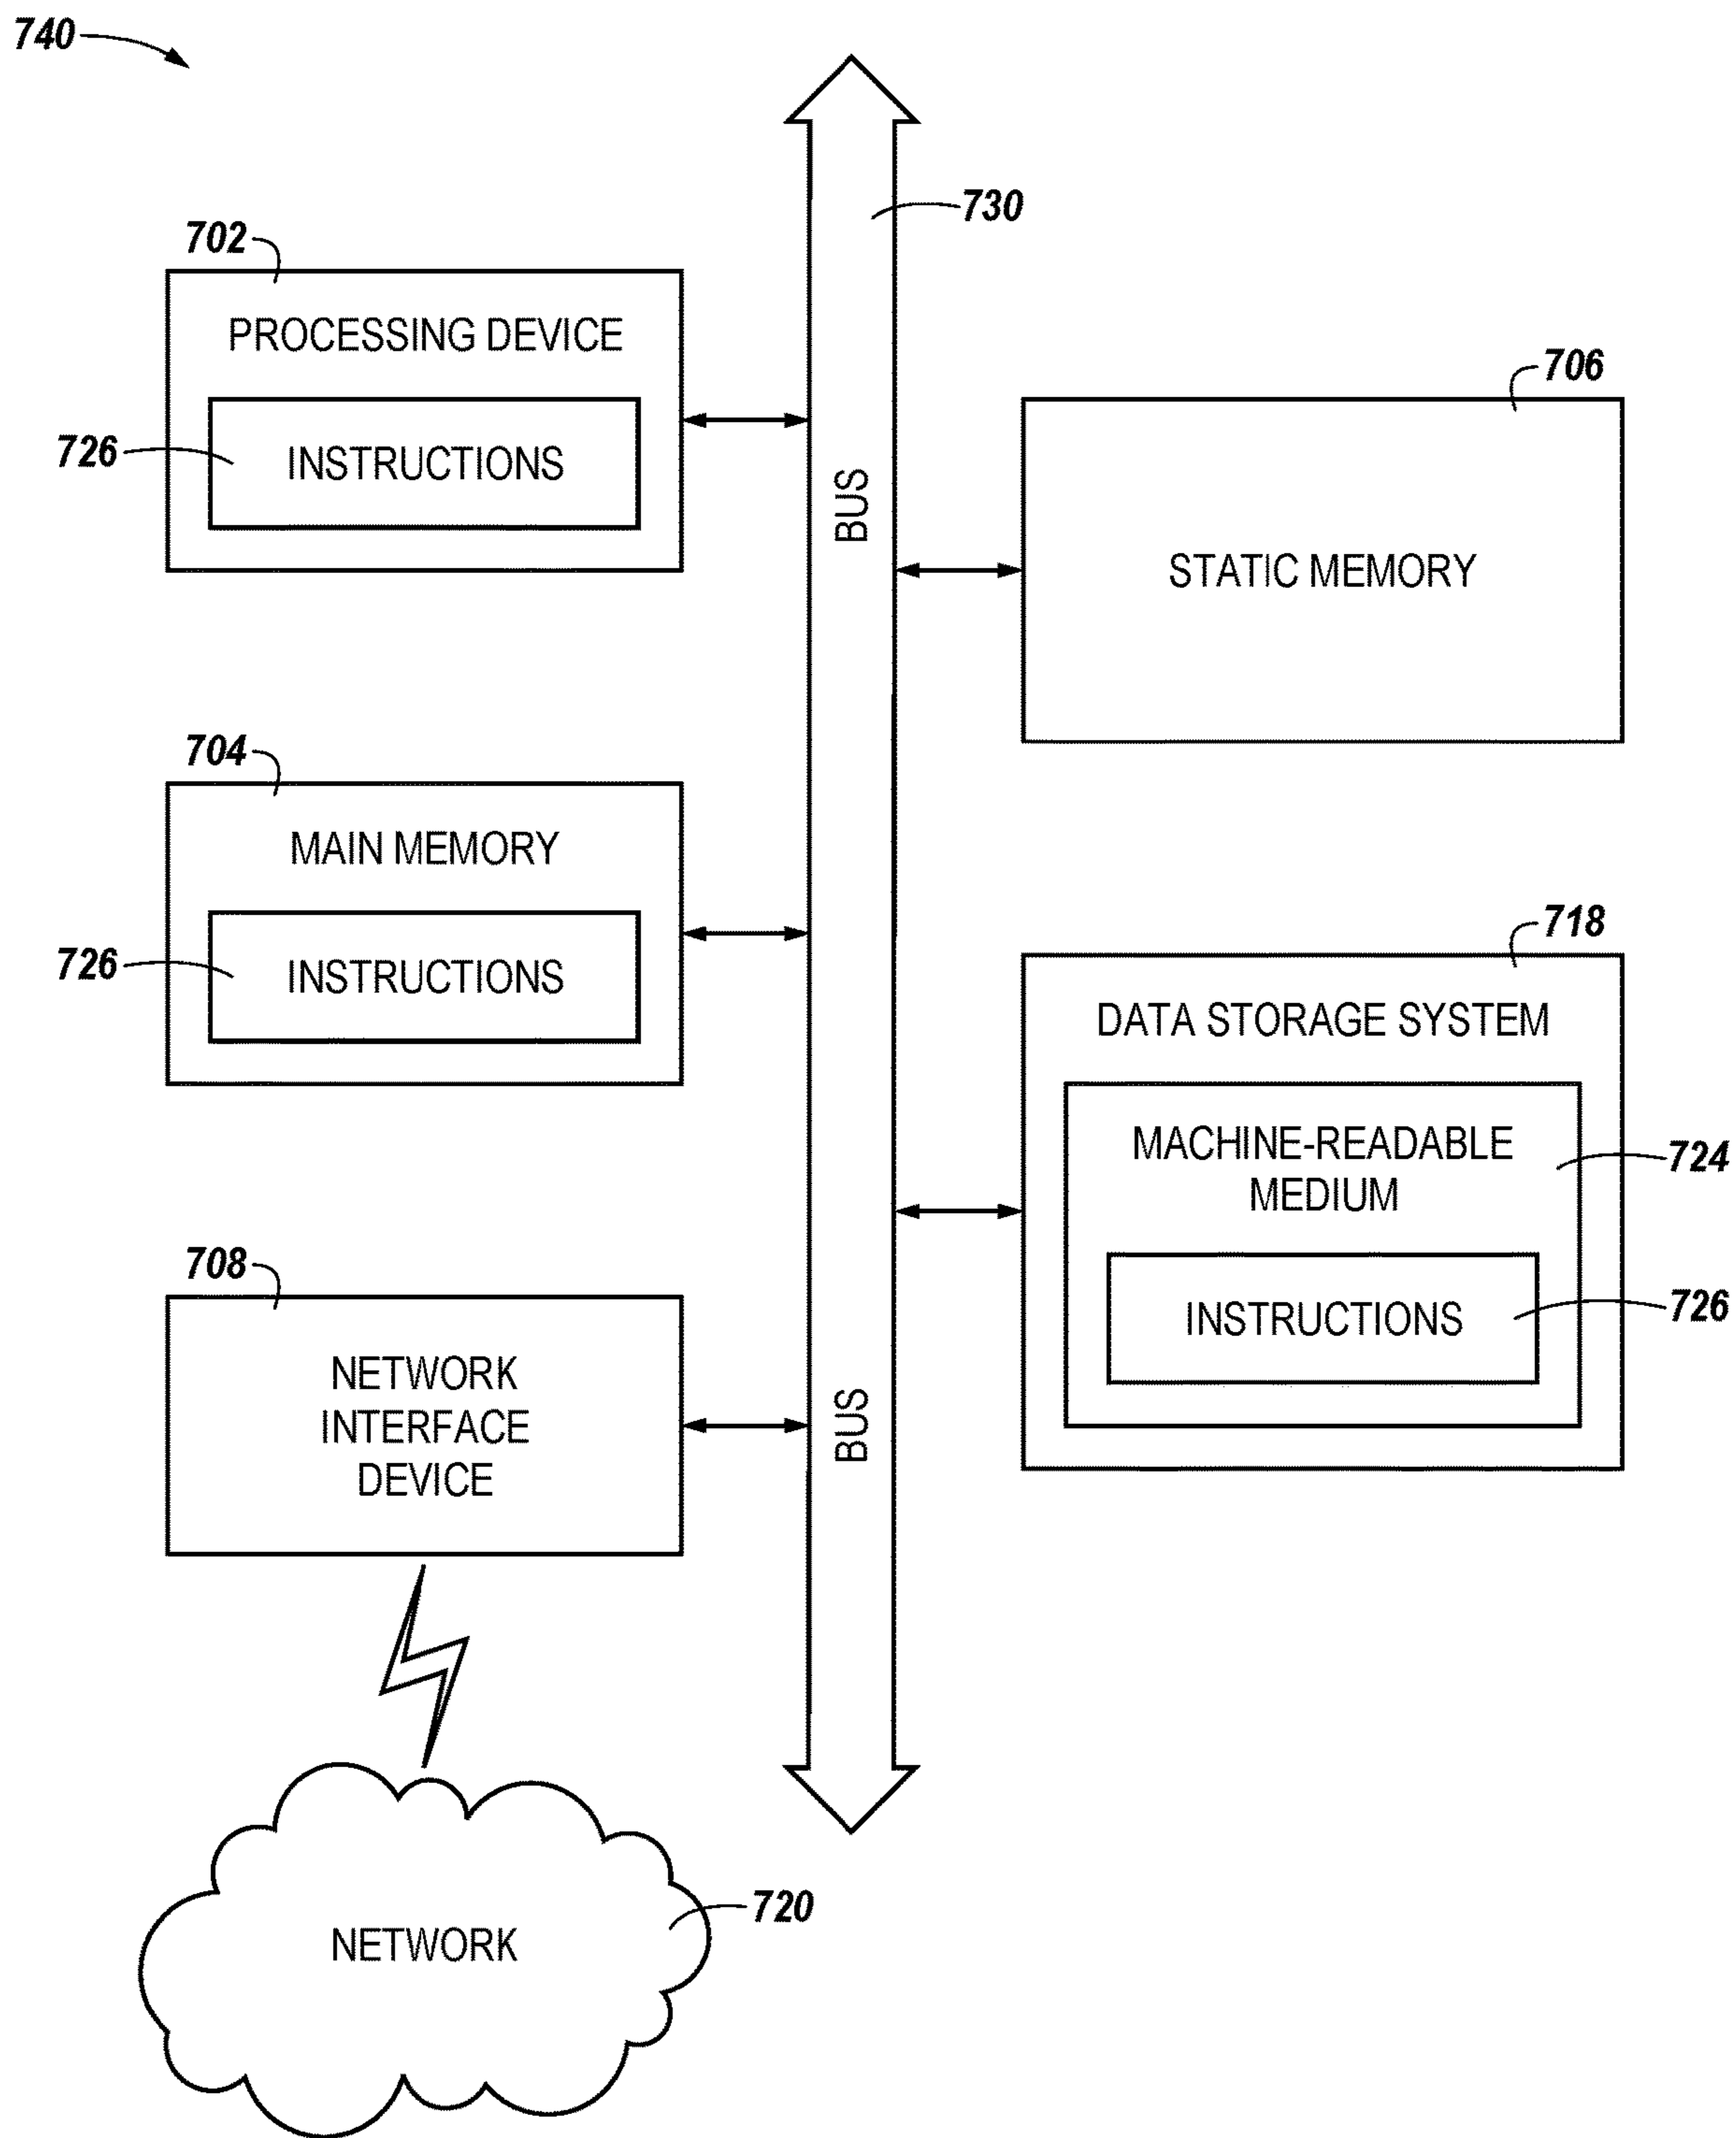 740
730
702
PROCESSING DEVICE
726
INSTRUCTIONS
BUS
706
STATIC MEMORY
704
MAIN MEMORY
726
INSTRUCTIONS
718
DATA STORAGE SYSTEM
MACHINE-READABLE
MEDIUM
724
INSTRUCTIONS
726
708
NETWORK
INTERFACE
DEVICE
BUS
720
NETWORK